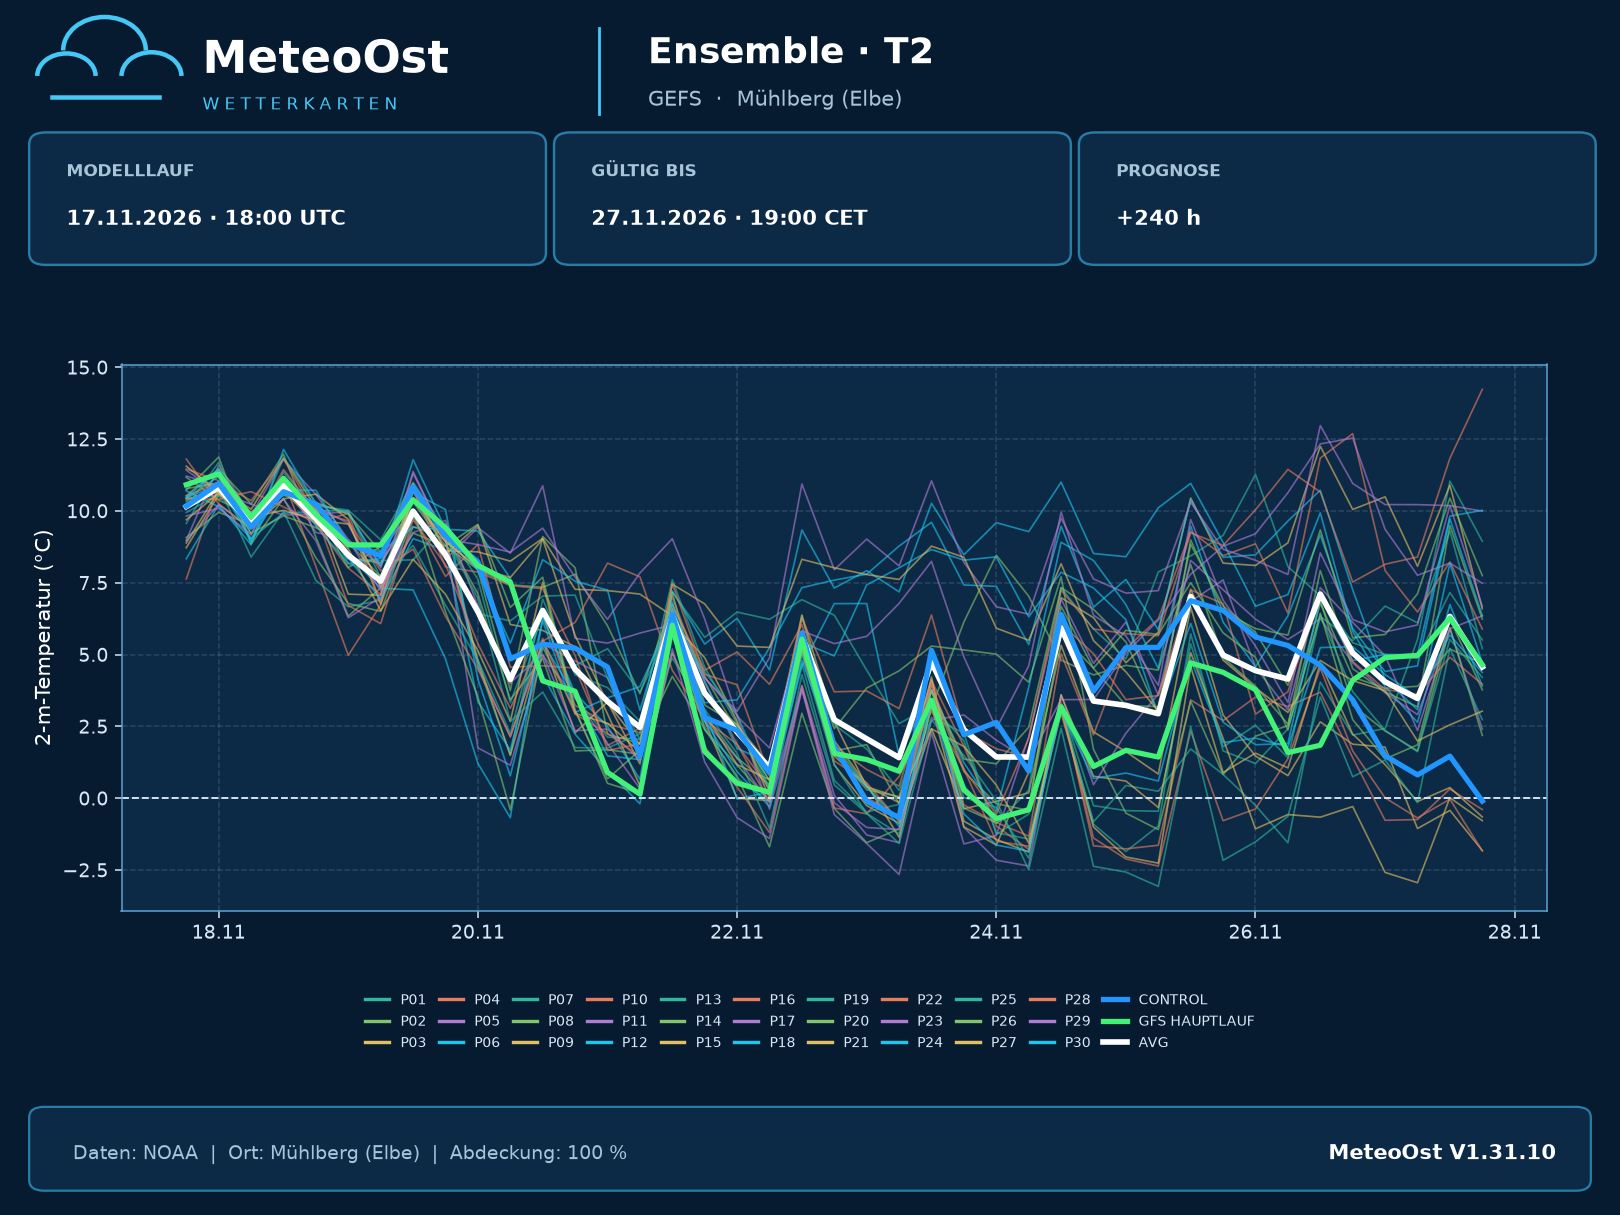 MeteoOst
WETTERKARTEN
Ensemble · T2
GEFS · Mühlberg (Elbe)
MODELLLAUF
17.11.2026 · 18:00 UTC
GÜLTIG BIS
27.11.2026 · 19:00 CET
PROGNOSE
+240 h
2-m-Temperatur (°C)
15.0
12.5
10.0
7.5
5.0
2.5
0.0
−2.5
18.11 20.11 22.11 24.11 26.11 28.11
P01 P04 P07 P10 P13 P16 P19 P22 P25 P28 CONTROL
P02 P05 P08 P11 P14 P17 P20 P23 P26 P29 GFS HAUPTLAUF
P03 P06 P09 P12 P15 P18 P21 P24 P27 P30 AVG
Daten: NOAA | Ort: Mühlberg (Elbe) | Abdeckung: 100 %
MeteoOst V1.31.10